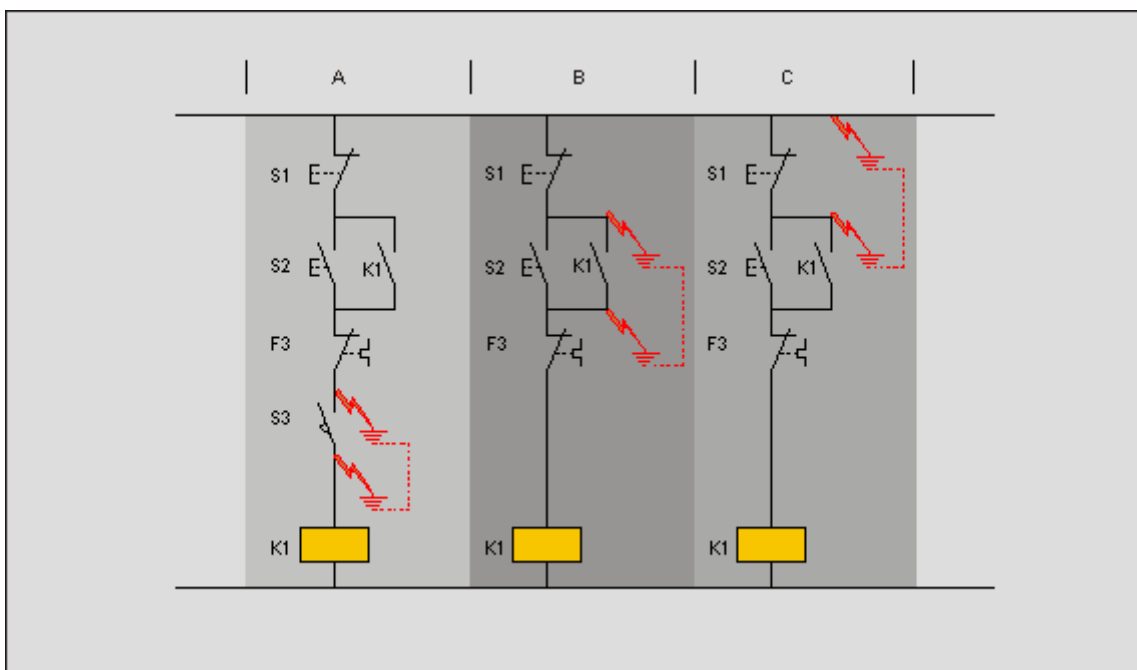 A B C
S1 S1 S1
S2 K1 S2 K1 S2 K1
F3 F3 F3
S3
K1 K1 K1